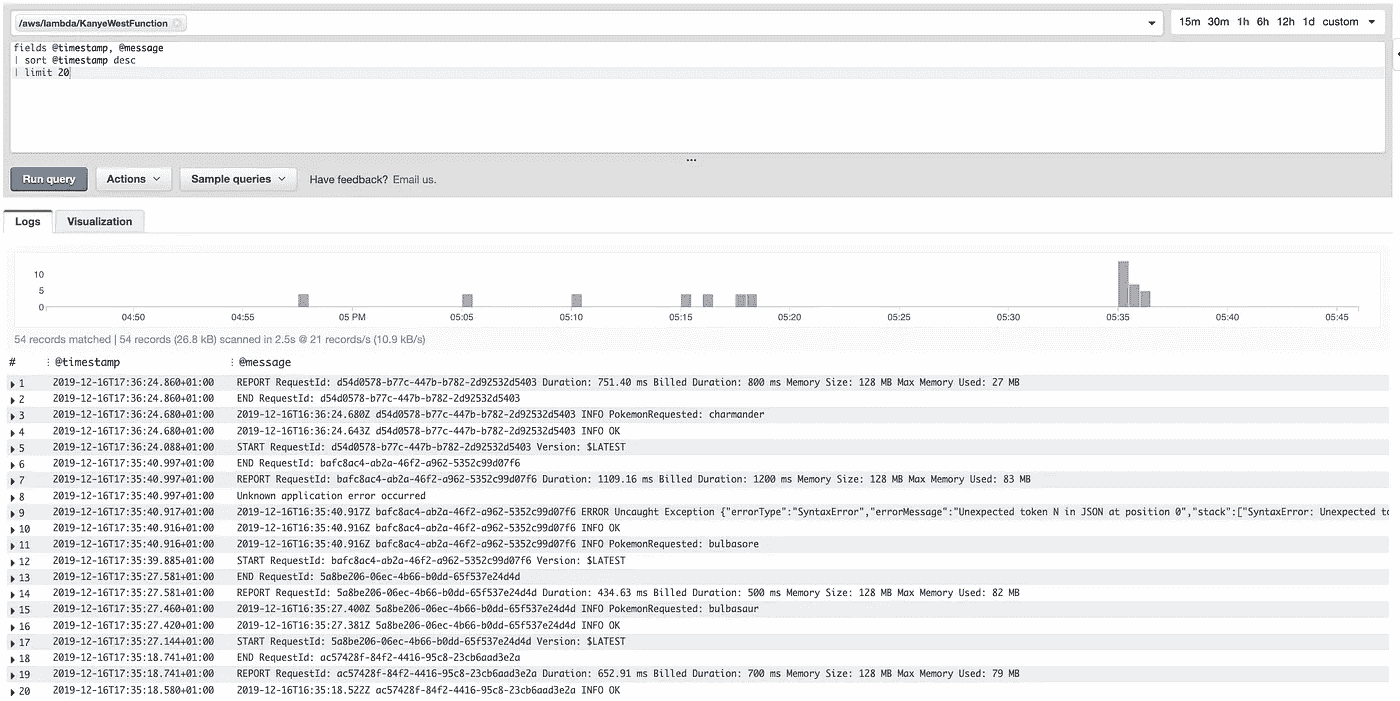 /aws/lambda/KanyeWestFunction
15m 30m 1h 6h 12h 1d custom
fields @timestamp, @message
| sort @timestamp desc
| limit 20
Run query Actions Sample queries Have feedback? Email us.
Logs Visualization
10
5
0
04:50 04:55 05 PM 05:05 05:10 05:15 05:20 05:25 05:30 05:35 05:40 05:45
54 records matched | 54 records (26.8 kB) scanned in 2.5s @ 21 records/s (10.9 kB/s)
# @timestamp @message
1 2019-12-16T17:36:24.860+01:00 REPORT RequestId: d54d0578-b77c-447b-b782-2d92532d5403 Duration: 751.40 ms Billed Duration: 800 ms Memory Size: 128 MB Max Memory Used: 27 MB
2 2019-12-16T17:36:24.860+01:00 END RequestId: d54d0578-b77c-447b-b782-2d92532d5403
3 2019-12-16T17:36:24.680+01:00 2019-12-16T16:36:24.680Z d54d0578-b77c-447b-b782-2d92532d5403 INFO PokemonRequested: charmander
4 2019-12-16T17:36:24.680+01:00 2019-12-16T16:36:24.643Z d54d0578-b77c-447b-b782-2d92532d5403 INFO OK
5 2019-12-16T17:36:24.088+01:00 START RequestId: d54d0578-b77c-447b-b782-2d92532d5403 Version: $LATEST
6 2019-12-16T17:35:40.997+01:00 END RequestId: bafc8ac4-ab2a-46f2-a962-5352c99d07f6
7 2019-12-16T17:35:40.997+01:00 REPORT RequestId: bafc8ac4-ab2a-46f2-a962-5352c99d07f6 Duration: 1109.16 ms Billed Duration: 1200 ms Memory Size: 128 MB Max Memory Used: 83 MB
8 2019-12-16T17:35:40.997+01:00 Unknown application error occurred
9 2019-12-16T17:35:40.917+01:00 2019-12-16T16:35:40.917Z bafc8ac4-ab2a-46f2-a962-5352c99d07f6 ERROR Uncaught Exception {"errorType":"SyntaxError","errorMessage":"Unexpected token N in JSON at position 0","stack":["SyntaxError: Unexpected to
10 2019-12-16T17:35:40.916+01:00 2019-12-16T16:35:40.916Z bafc8ac4-ab2a-46f2-a962-5352c99d07f6 INFO OK
11 2019-12-16T17:35:40.916+01:00 2019-12-16T16:35:40.916Z bafc8ac4-ab2a-46f2-a962-5352c99d07f6 INFO PokemonRequested: bulbasore
12 2019-12-16T17:35:39.885+01:00 START RequestId: bafc8ac4-ab2a-46f2-a962-5352c99d07f6 Version: $LATEST
13 2019-12-16T17:35:27.581+01:00 END RequestId: 5a8be206-06ec-4b66-b0dd-65f537e24d4d
14 2019-12-16T17:35:27.581+01:00 REPORT RequestId: 5a8be206-06ec-4b66-b0dd-65f537e24d4d Duration: 434.63 ms Billed Duration: 500 ms Memory Size: 128 MB Max Memory Used: 82 MB
15 2019-12-16T17:35:27.460+01:00 2019-12-16T16:35:27.400Z 5a8be206-06ec-4b66-b0dd-65f537e24d4d INFO PokemonRequested: bulbasaur
16 2019-12-16T17:35:27.420+01:00 2019-12-16T16:35:27.381Z 5a8be206-06ec-4b66-b0dd-65f537e24d4d INFO OK
17 2019-12-16T17:35:27.144+01:00 START RequestId: 5a8be206-06ec-4b66-b0dd-65f537e24d4d Version: $LATEST
18 2019-12-16T17:35:18.741+01:00 END RequestId: ac57428f-84f2-4416-95c8-23cb6aad3e2a
19 2019-12-16T17:35:18.741+01:00 REPORT RequestId: ac57428f-84f2-4416-95c8-23cb6aad3e2a Duration: 652.91 ms Billed Duration: 700 ms Memory Size: 128 MB Max Memory Used: 79 MB
20 2019-12-16T17:35:18.580+01:00 2019-12-16T16:35:18.522Z ac57428f-84f2-4416-95c8-23cb6aad3e2a INFO OK